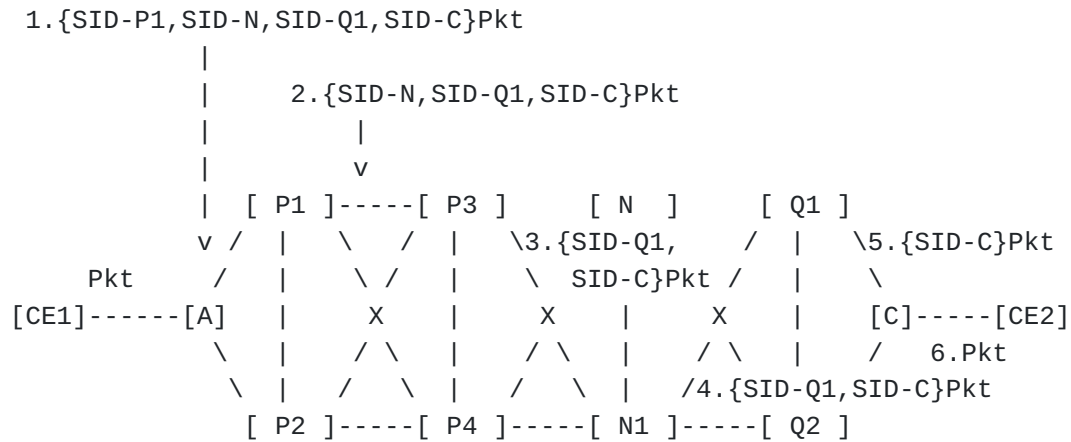 1.{SID-P1,SID-N,SID-Q1,SID-C}Pkt
|
| 2.{SID-N,SID-Q1,SID-C}Pkt
| |
| v
| [ P1 ]-----[ P3 ] [ N ] [ Q1 ]
v / | \ / | \3.{SID-Q1, / | \5.{SID-C}Pkt
Pkt / | \ / | \ SID-C}Pkt / | \
[CE1]------[A] | X | X | X | [C]-----[CE2]
\ | / \ | / \ | / \ | / 6.Pkt
\ | / \ | / \ | /4.{SID-Q1,SID-C}Pkt
[ P2 ]-----[ P4 ]-----[ N1 ]-----[ Q2 ]